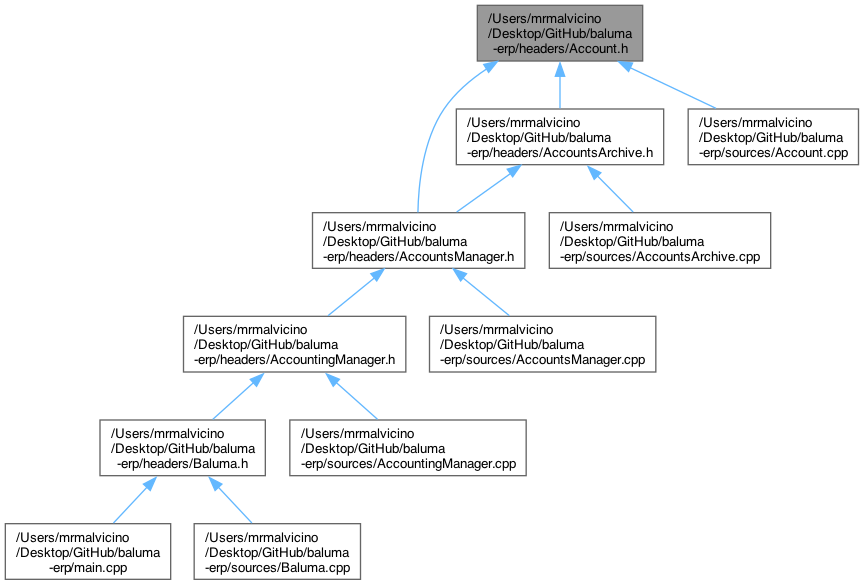 /Users/mrmalvicino
/Desktop/GitHub/baluma
-erp/headers/Account.h
/Users/mrmalvicino
/Desktop/GitHub/baluma
-erp/headers/AccountsArchive.h
/Users/mrmalvicino
/Desktop/GitHub/baluma
-erp/sources/Account.cpp
/Users/mrmalvicino
/Desktop/GitHub/baluma
-erp/headers/AccountsManager.h
/Users/mrmalvicino
/Desktop/GitHub/baluma
-erp/sources/AccountsArchive.cpp
/Users/mrmalvicino
/Desktop/GitHub/baluma
-erp/headers/AccountingManager.h
/Users/mrmalvicino
/Desktop/GitHub/baluma
-erp/sources/AccountsManager.cpp
/Users/mrmalvicino
/Desktop/GitHub/baluma
-erp/headers/Baluma.h
/Users/mrmalvicino
/Desktop/GitHub/baluma
-erp/sources/AccountingManager.cpp
/Users/mrmalvicino
/Desktop/GitHub/baluma
-erp/main.cpp
/Users/mrmalvicino
/Desktop/GitHub/baluma
-erp/sources/Baluma.cpp